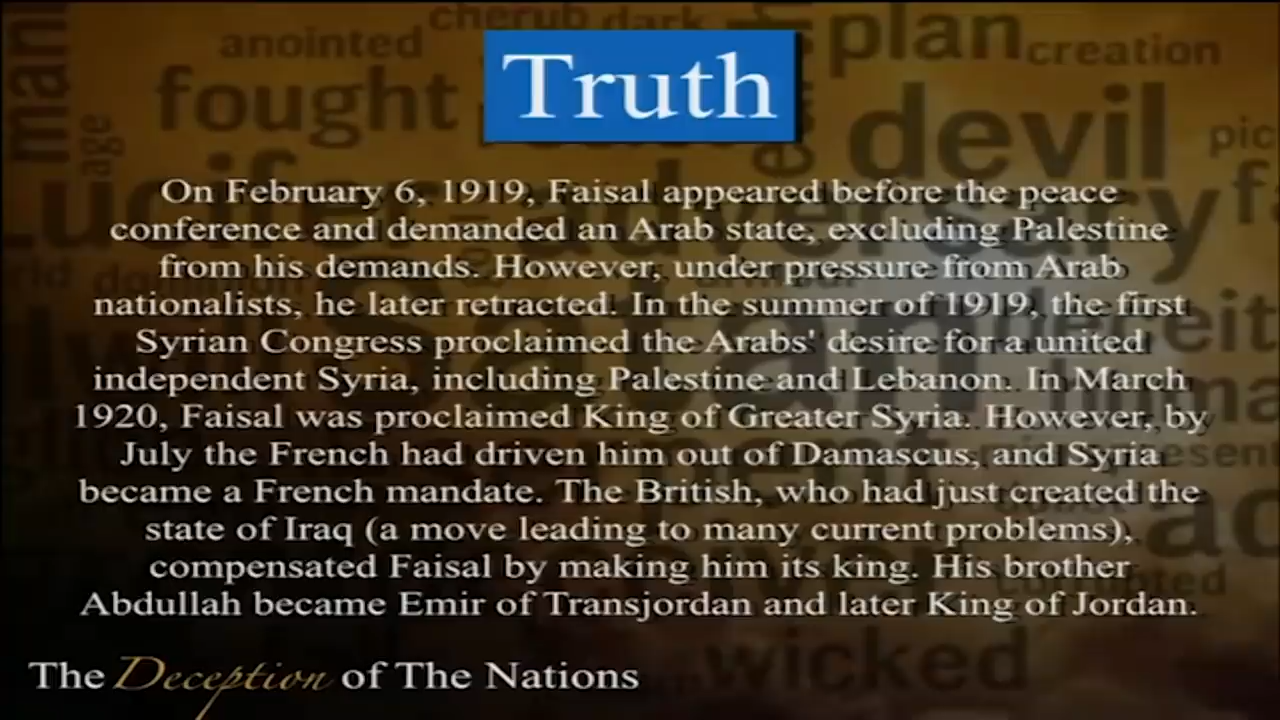 cherub dark
anointed
plan
creation
man
fought
Truth
devil
age
pic
On February 6, 1919, Faisal appeared before the peace
conference and demanded an Arab state, excluding Palestine
from his demands. However, under pressure from Arab
nationalists, he later retracted. In the summer of 1919, the first
Syrian Congress proclaimed the Arabs' desire for a united
independent Syria, including Palestine and Lebanon. In March
1920, Faisal was proclaimed King of Greater Syria. However, by
July the French had driven him out of Damascus, and Syria
became a French mandate. The British, who had just created the
state of Iraq (a move leading to many current problems),
compensated Faisal by making him its king. His brother
Abdullah became Emir of Transjordan and later King of Jordan.
wicked
The Deception of The Nations